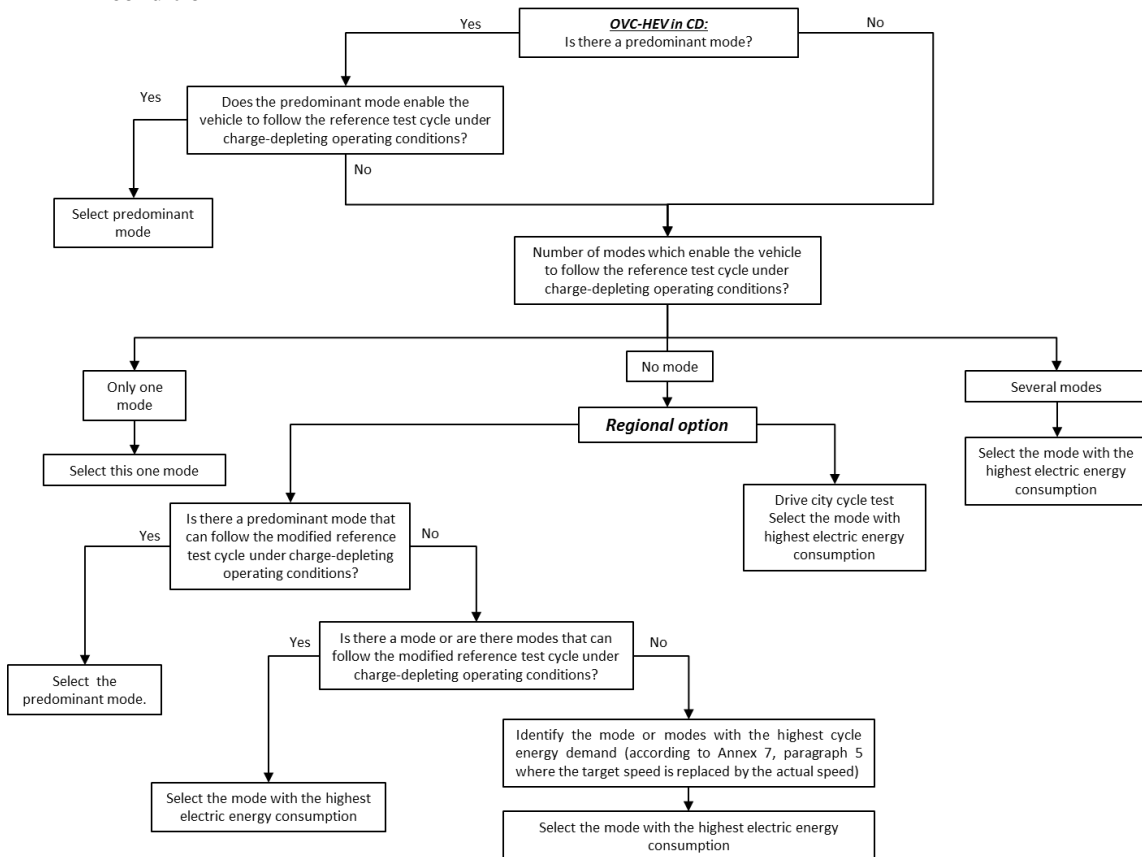 Yes
OVC-HEV in CD:
Is there a predominant mode?
No
Yes
Does the predominant mode enable the
vehicle to follow the reference test cycle under
charge-depleting operating conditions?
No
Select predominant
mode
Number of modes which enable the vehicle
to follow the reference test cycle under
charge-depleting operating conditions?
Only one
mode
No mode
Several modes
Select this one mode
Regional option
Select the mode with the
highest electric energy
consumption
Drive city cycle test
Select the mode with
highest electric energy
consumption
Yes
Is there a predominant mode that
can follow the modified reference
test cycle under charge-depleting
operating conditions?
No
Select the
predominant mode.
Yes
Is there a mode or are there modes that can
follow the modified reference test cycle under
charge-depleting operating conditions?
No
Select the mode with the highest
electric energy consumption
Identify the mode or modes with the highest cycle
energy demand (according to Annex 7, paragraph 5
where the target speed is replaced by the actual speed)
Select the mode with the highest electric energy
consumption